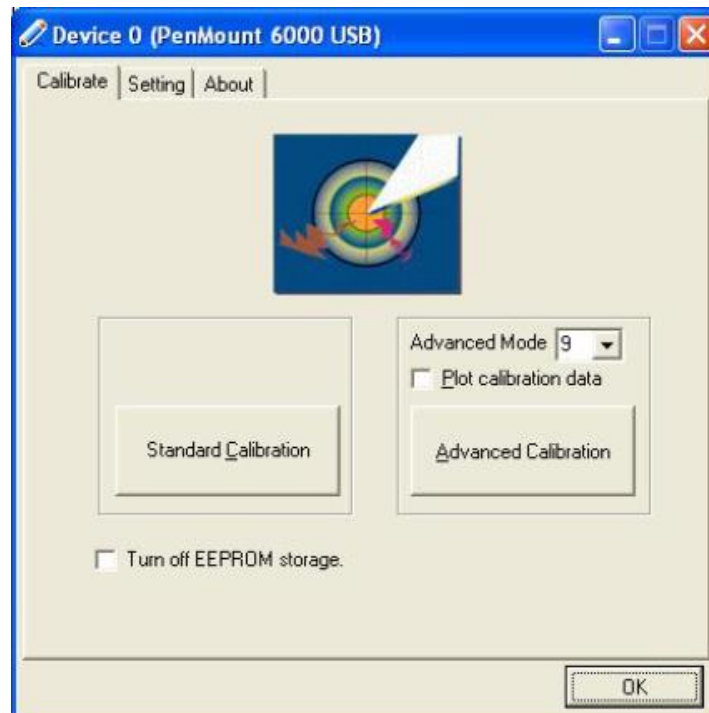 Device 0 (PenMount 6000 USB)
Calibrate Setting About
Advanced Mode 9
Plot calibration data
Standard Calibration
Advanced Calibration
Turn off EEPROM storage.
OK